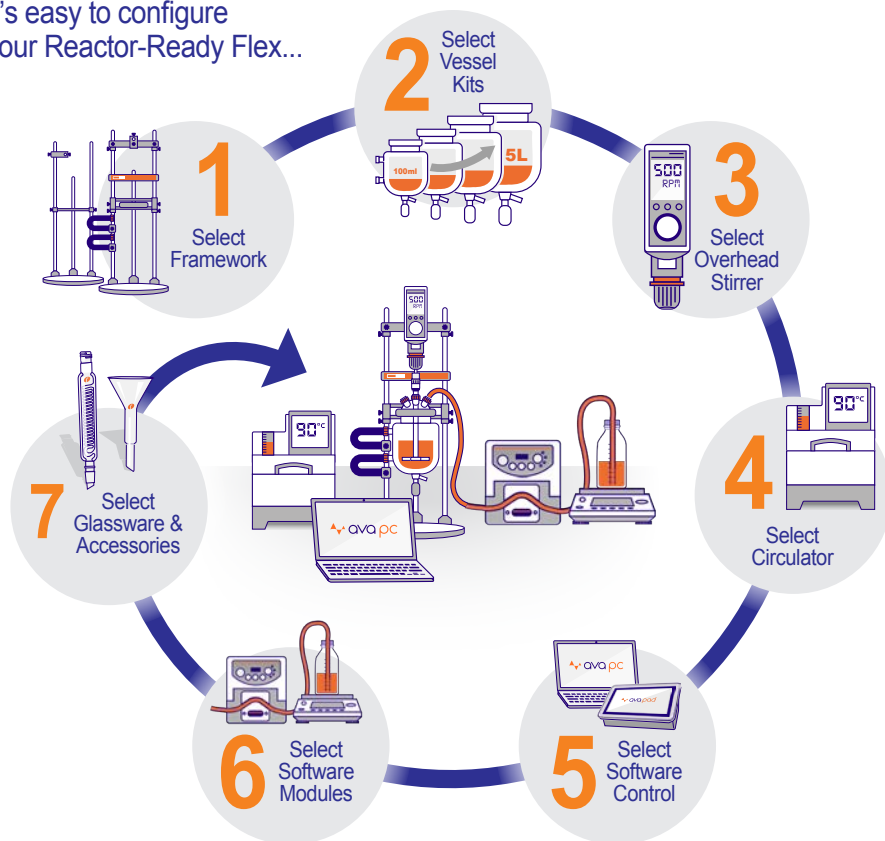 's easy to configure
our Reactor-Ready Flex...
1
Select
Framework
2
Select
Vessel
Kits
100ml
5L
3
500
RPM
Select
Overhead
Stirrer
4
90°C
Select
Circulator
5
ava pc
ava pad
Select
Software
Control
6
Select
Software
Modules
7
Select
Glassware &
Accessories
500
RPM
90°C
ava pc